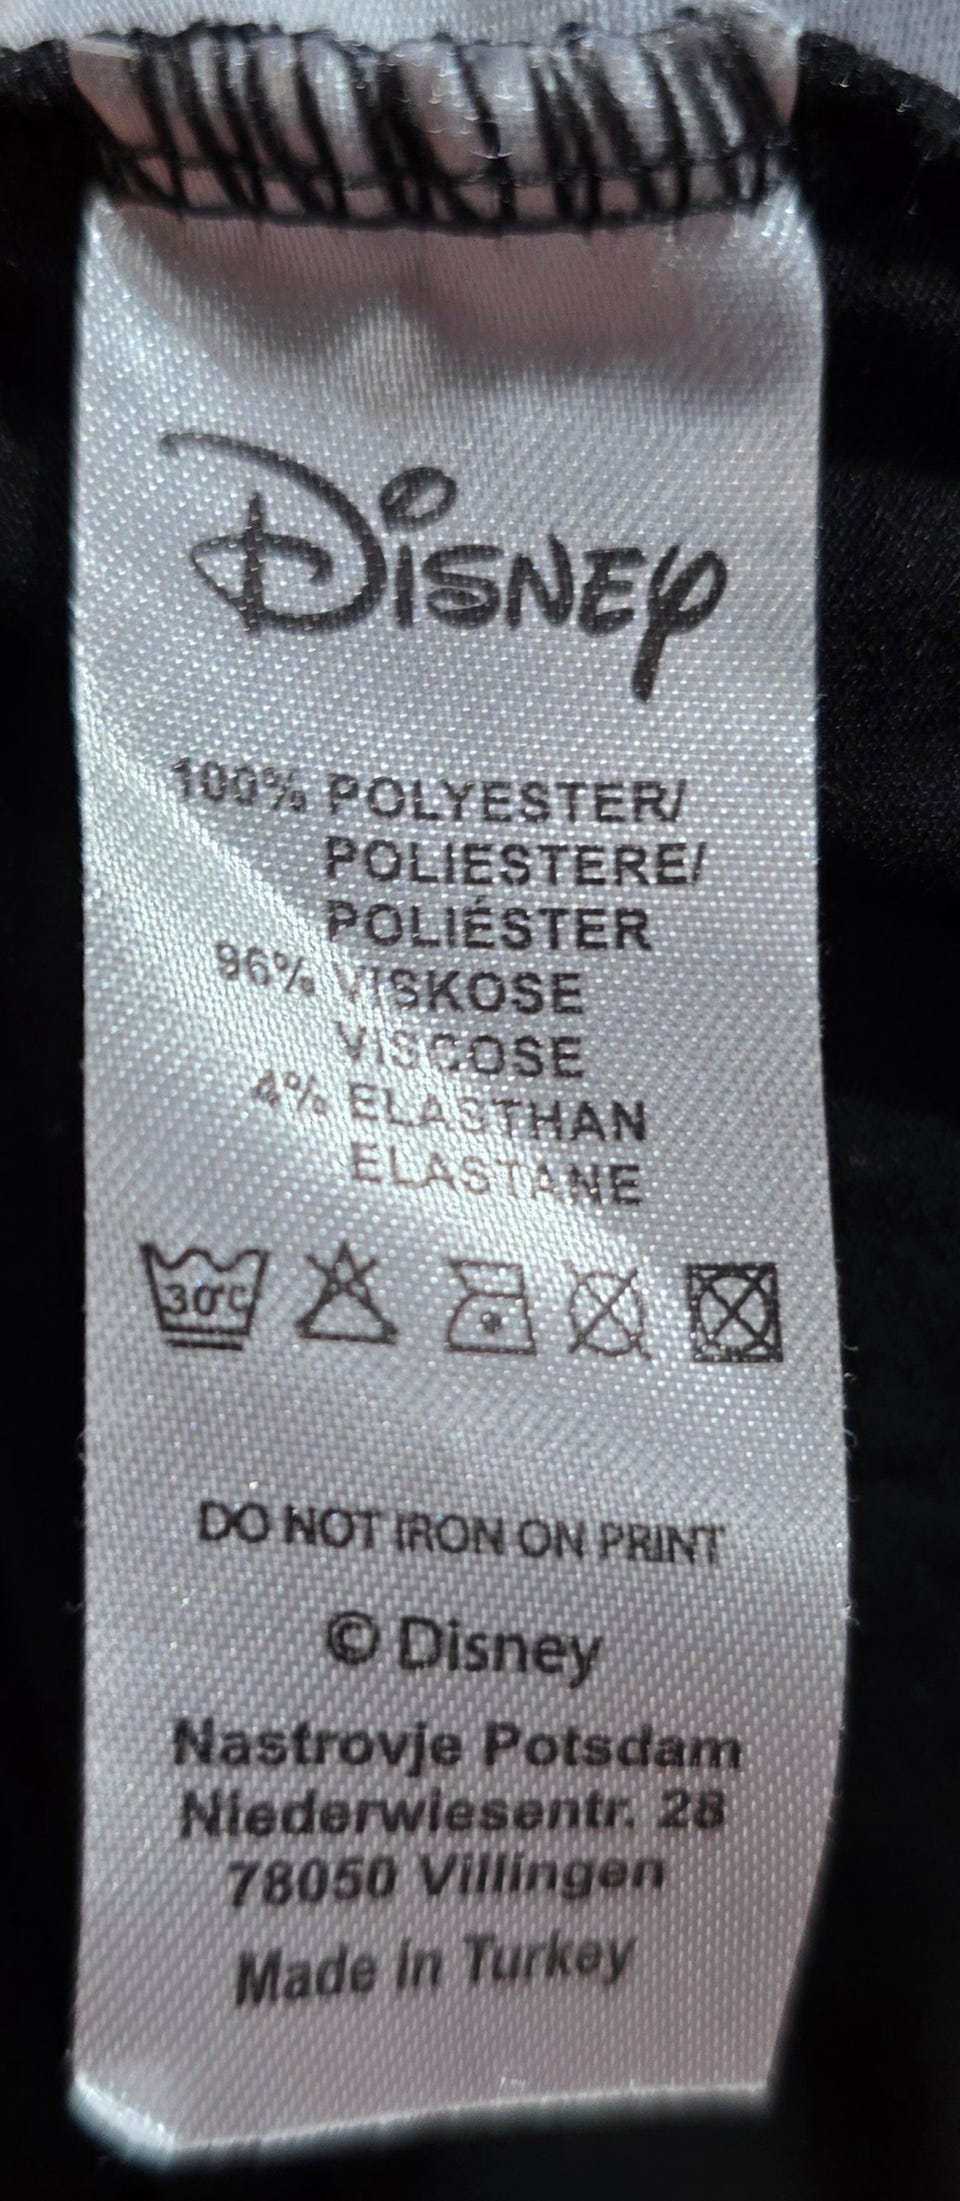 Disney
100% POLYESTER/
POLIESTERE/
POLIÉSTER
96% VISKOSE
VISCOSE
4% ELASTHAN
ELASTANE
30°C
DO NOT IRON ON PRINT
© Disney
Nastrovje Potsdam
Niederwiesentr. 28
78050 Villingen
Made in Turkey